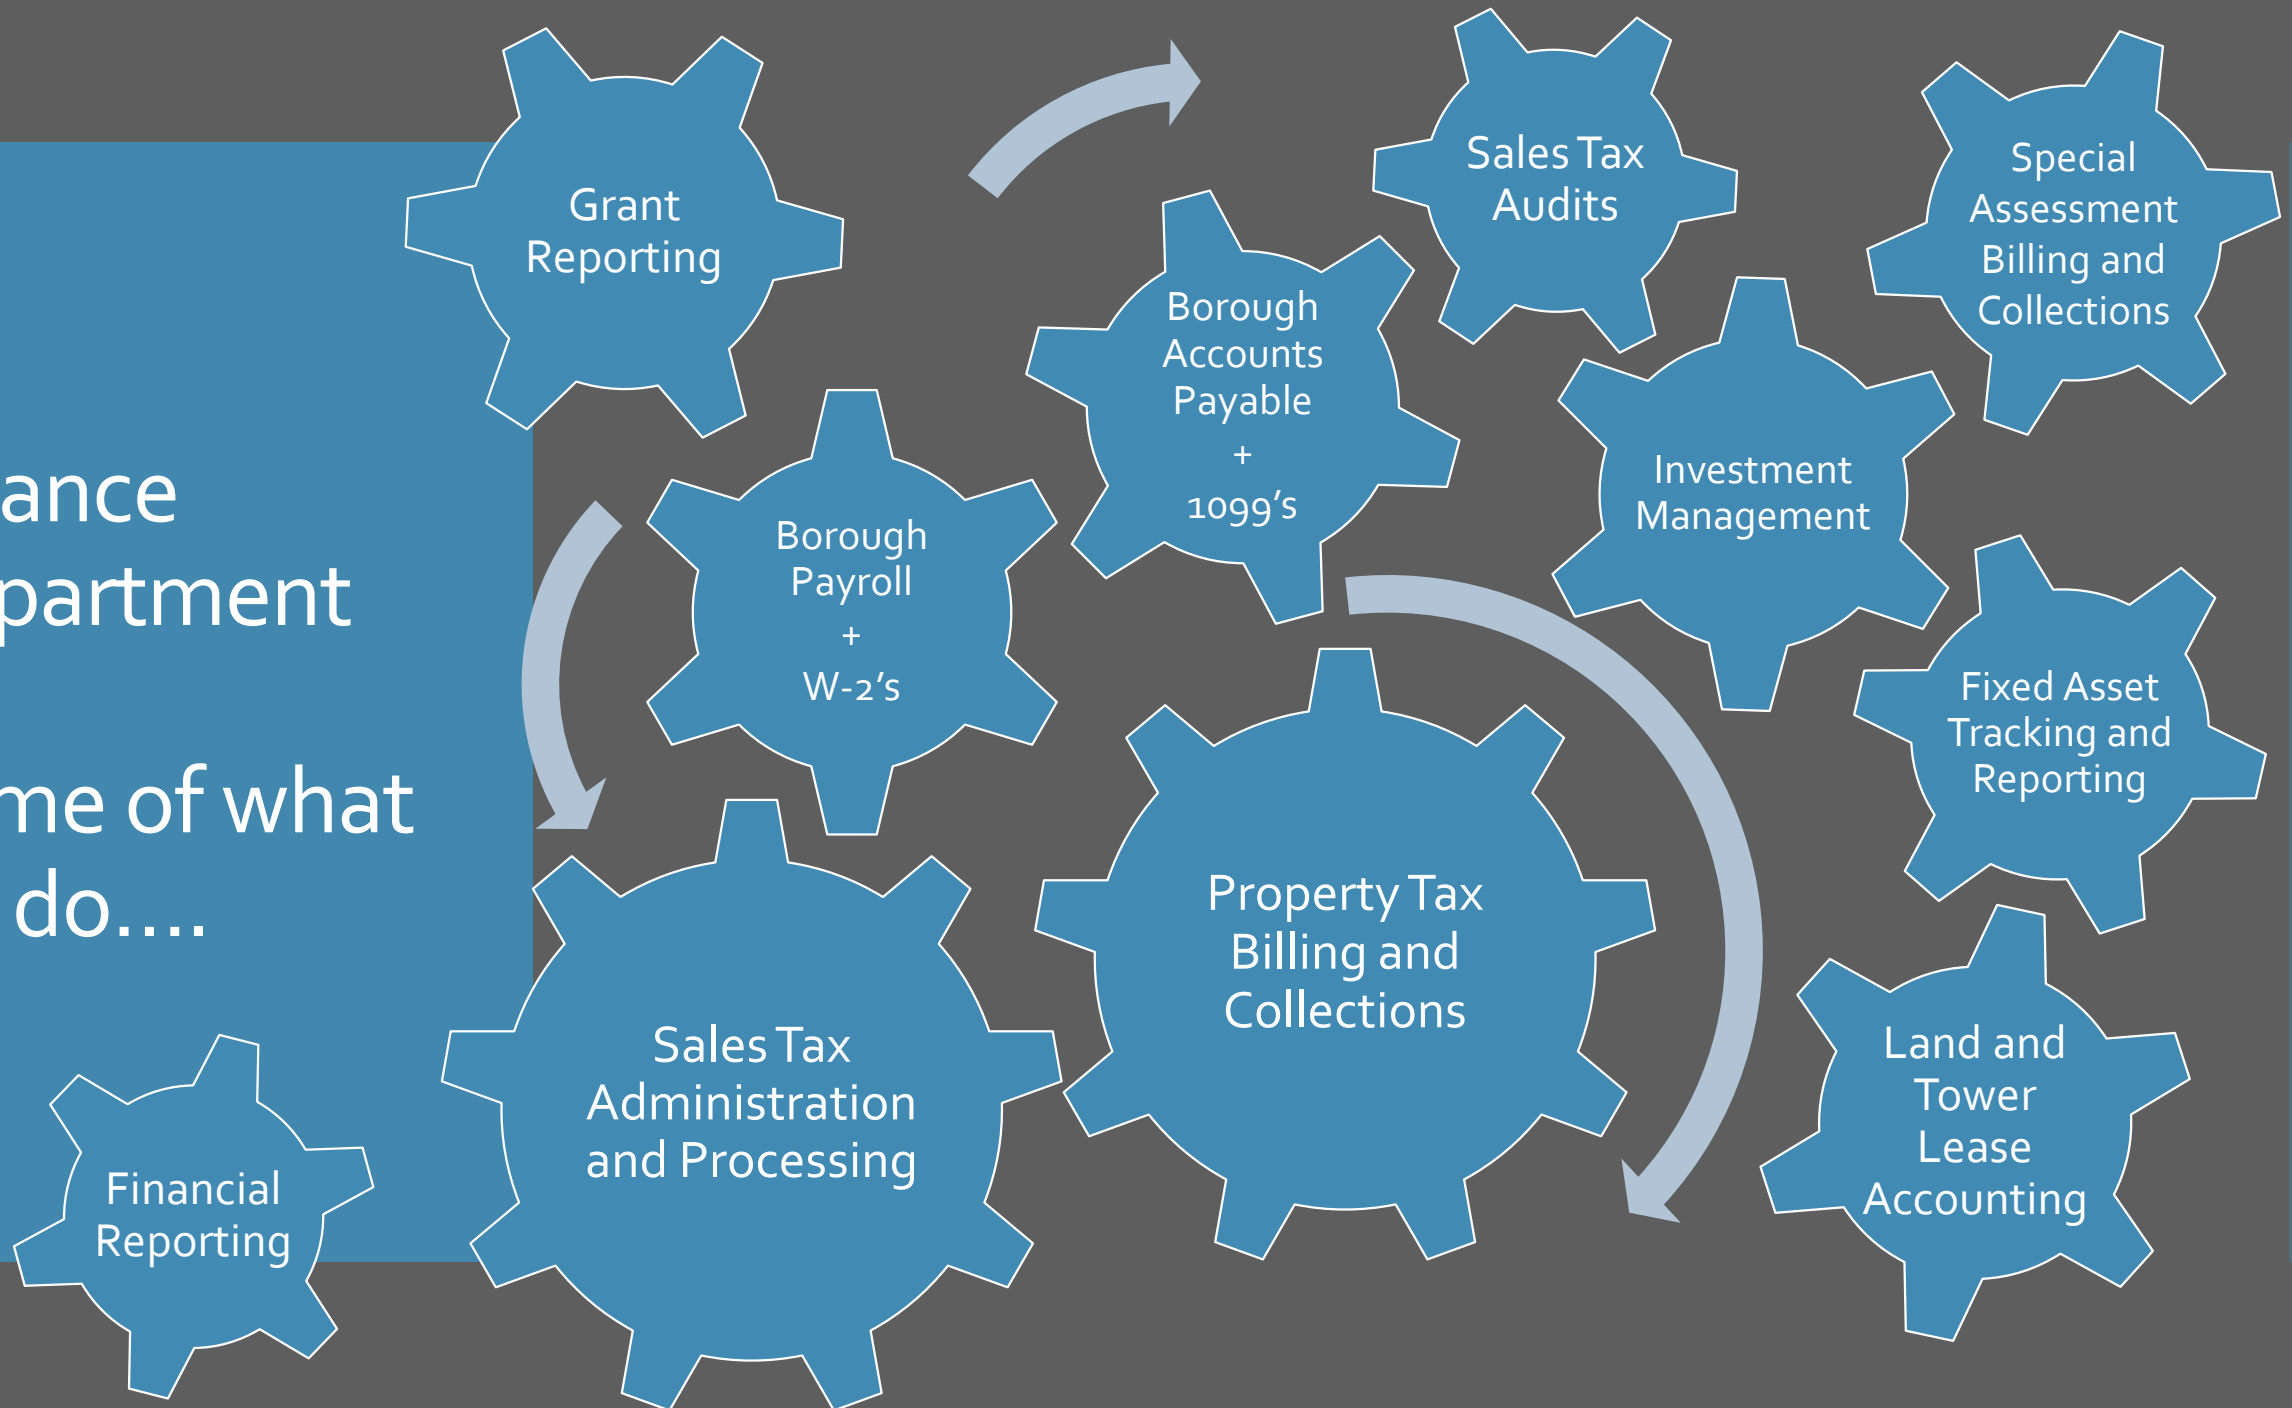 ance
partment
me of what
do....
Grant
Reporting
Sales Tax
Audits
Special
Assessment
Billing and
Collections
Borough
Accounts
Payable
+
1099's
Investment
Management
Borough
Payroll
+
W-2's
Fixed Asset
Tracking and
Reporting
Property Tax
Billing and
Collections
Sales Tax
Administration
and Processing
Land and
Tower
Lease
Accounting
Financial
Reporting